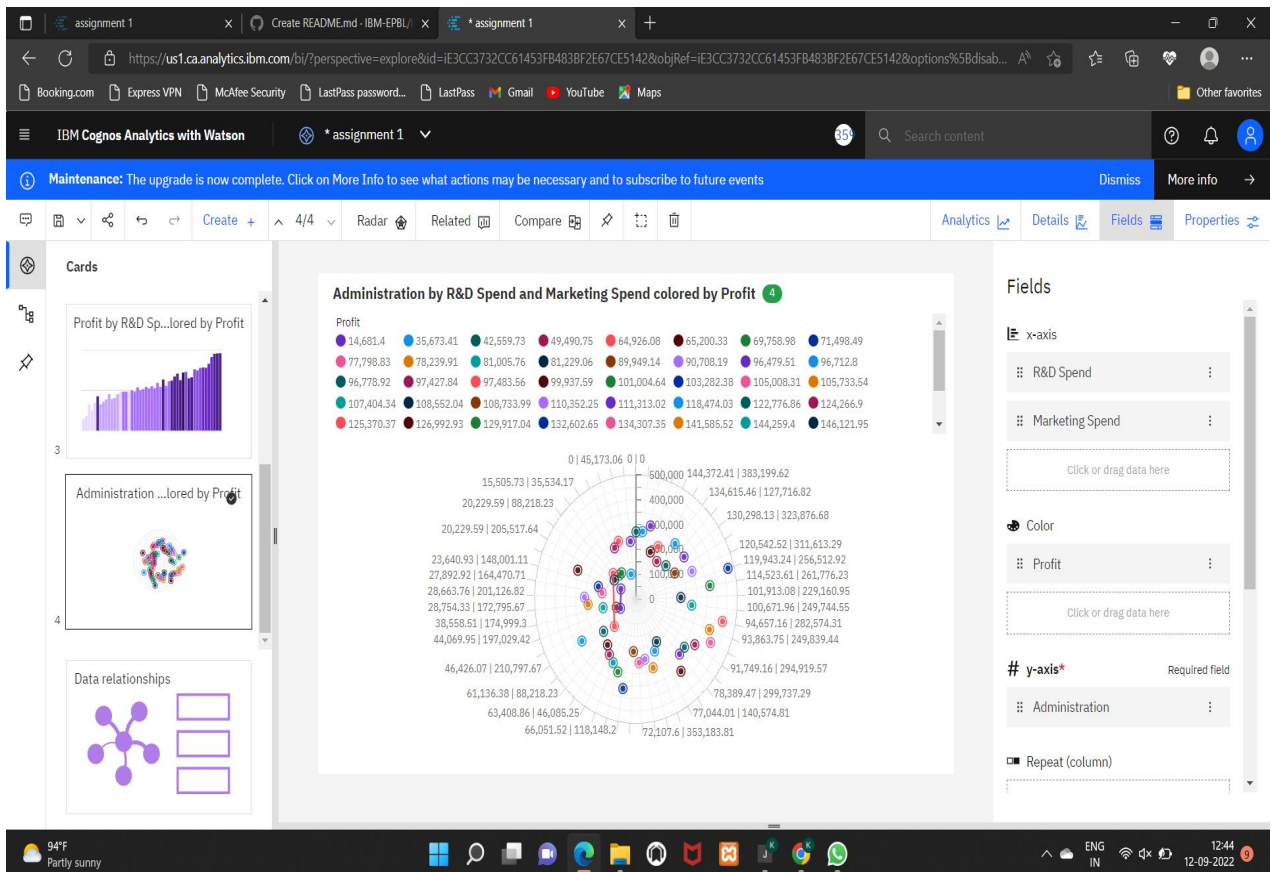 assignment 1
Create README.md - IBM-EPBL/I
* assignment 1
https://us1.ca.analytics.ibm.com/bi/?perspective=explore&id=iE3CC3732CC61453FB483BF2E67CE5142&objRef=iE3CC3732CC61453FB483BF2E67CE5142&options%5Bdisab...
Booking.com Express VPN McAfee Security LastPass password... LastPass Gmail YouTube Maps Other favorites
IBM Cognos Analytics with Watson * assignment 1 Search content
Maintenance: The upgrade is now complete. Click on More Info to see what actions may be necessary and to subscribe to future events Dismiss More info
Create + 4/4 Radar Related Compare Analytics Details Fields Properties
Cards
Profit by R&D Sp...lored by Profit
3
Administration ...lored by Profit
4
Data relationships
Administration by R&D Spend and Marketing Spend colored by Profit 4
Profit
14,681.4 35,673.41 42,559.73 49,490.75 64,926.08 65,200.33 69,758.98 71,498.49
77,798.83 78,239.91 81,005.76 81,229.06 89,949.14 90,708.19 96,479.51 96,712.8
96,778.92 97,427.84 97,483.56 99,937.59 101,004.64 103,282.38 105,008.31 105,733.54
107,404.34 108,552.04 108,733.99 110,352.25 111,313.02 118,474.03 122,776.86 124,266.9
125,370.37 126,992.93 129,917.04 132,602.65 134,307.35 141,585.52 144,259.4 146,121.95
0 | 45,173.06 0 | 0
500,000 144,372.41 | 383,199.62
15,505.73 | 35,534.17
134,615.46 | 127,716.82
20,229.59 | 88,218.23 400,000
130,298.13 | 323,876.68
20,229.59 | 205,517.64
120,542.52 | 311,613.29
23,640.93 | 148,001.11 119,943.24 | 256,512.92
27,892.92 | 164,470.71 100,000 114,523.61 | 261,776.23
28,663.76 | 201,126.82 101,913.08 | 229,160.95
28,754.33 | 172,795.67 0 100,671.96 | 249,744.55
38,558.51 | 174,999.3 94,657.16 | 282,574.31
44,069.95 | 197,029.42 93,863.75 | 249,839.44
46,426.07 | 210,797.67 91,749.16 | 294,919.57
61,136.38 | 88,218.23 78,389.47 | 299,737.29
63,408.86 | 46,085.25 77,044.01 | 140,574.81
66,051.52 | 118,148.2 72,107.6 | 353,183.81
Fields
x-axis
R&D Spend
Marketing Spend
Click or drag data here
Color
Profit
Click or drag data here
# y-axis* Required field
Administration
Repeat (column)
94°F
Partly sunny
ENG
IN
12:44
12-09-2022
9